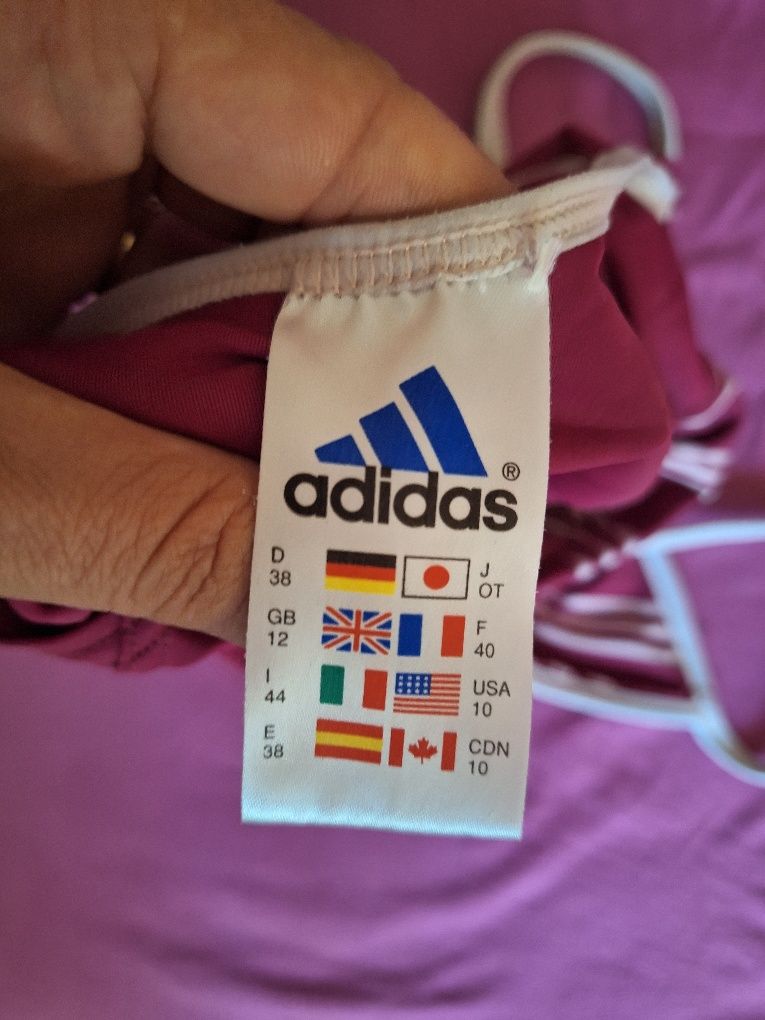 adidas®
D J
38 OT
GB F
12 40
I USA
44 10
E CDN
38 10